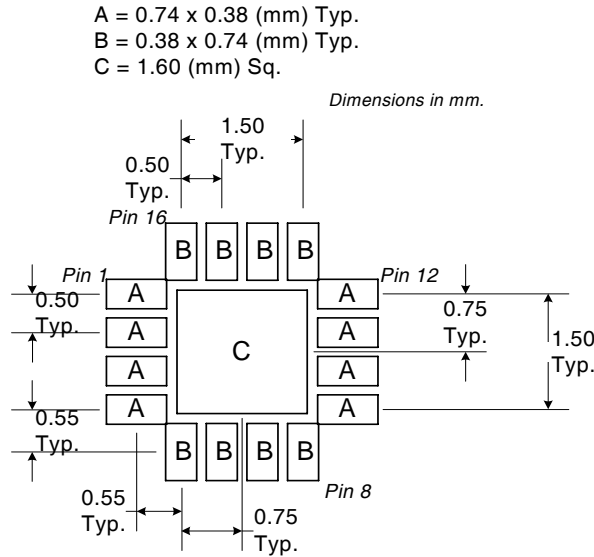 A = 0.74 x 0.38 (mm) Typ.
B = 0.38 x 0.74 (mm) Typ.
C = 1.60 (mm) Sq.
Dimensions in mm.
1.50
Typ.
0.50
Typ.
Pin 16
B B B B
Pin 1
Pin 12
A
A
0.50
Typ.
0.75
Typ.
A
A
1.50
Typ.
C
A
A
A
A
0.55
Typ.
B B B B
Pin 8
0.55
Typ.
0.75
Typ.